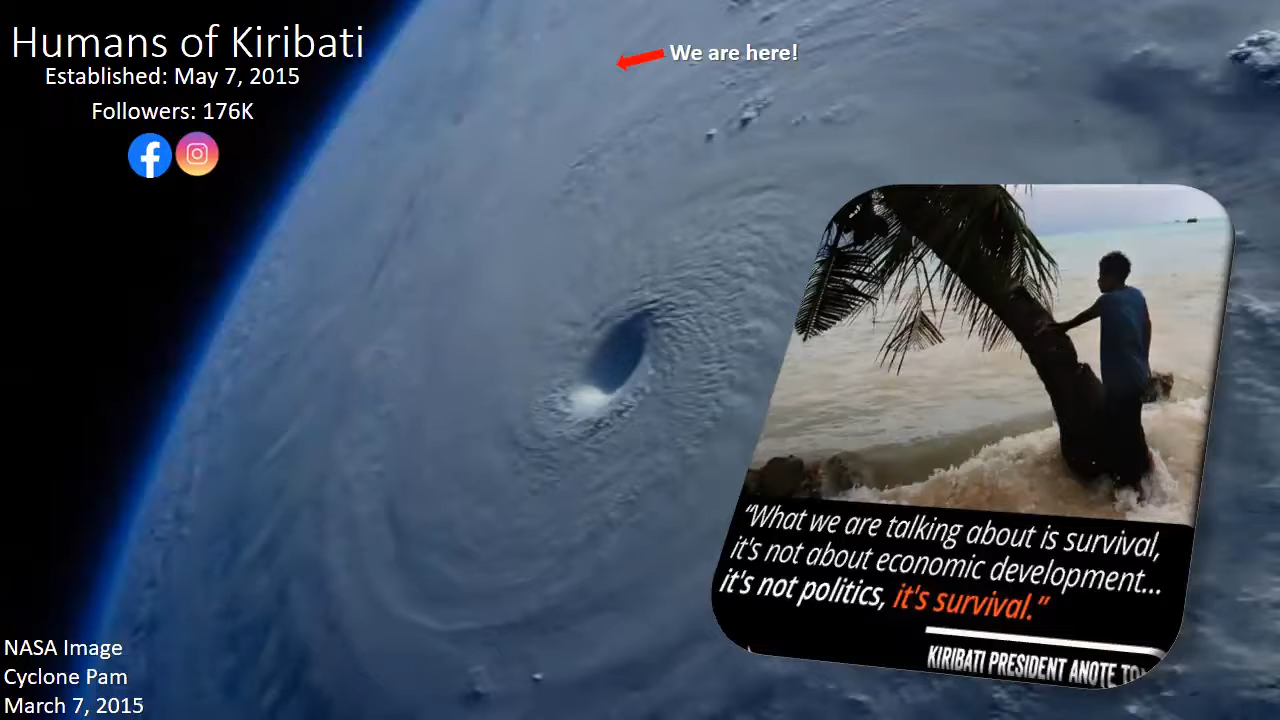 Humans of Kiribati
Established: May 7, 2015
Followers: 176K
We are here!
"What we are talking about is survival,
it's not about economic development...
it's not politics, it's survival."
KIRIBATI PRESIDENT ANOTE
NASA Image
Cyclone Pam
March 7, 2015